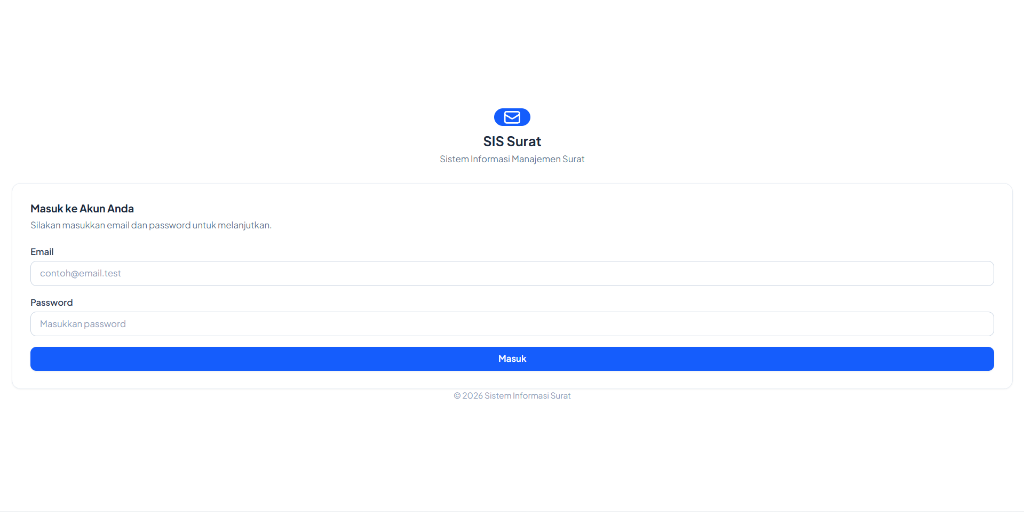 SIS Surat
Sistem Informasi Manajemen Surat
Masuk ke Akun Anda
Silakan masukkan email dan password untuk melanjutkan.
Email
contoh@email.test
Password
Masukkan password
Masuk
© 2026 Sistem Informasi Surat